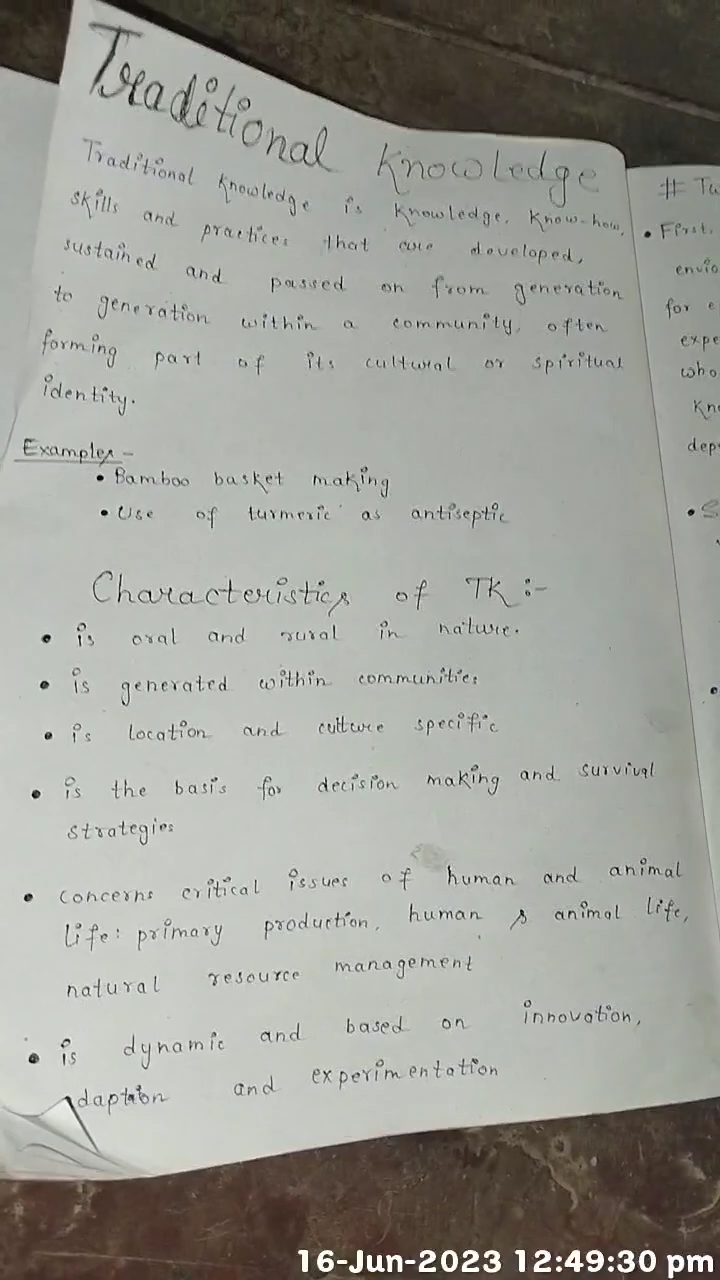 Traditional Knowledge
Traditional Knowledge is knowledge, know-how,
skills and practices that are developed,
sustained and passed on from generation
to generation within a community, often
forming part of its cultural or spiritual
identity.
Examples -
• Bamboo basket making
• Use of turmeric as antiseptic
Characteristics of TK :-
• is oral and rural in nature.
• is generated within communities
• is location and culture specific
• is the basis for decision making and survival
strategies
• concerns critical issues of human and animal
life: primary production, human & animal life,
natural resource management
• is dynamic and based on innovation,
adaption and experimentation
# Tw
• First,
envio
for e
expe
who
Kno
dep
• S
16-Jun-2023 12:49:30 pm